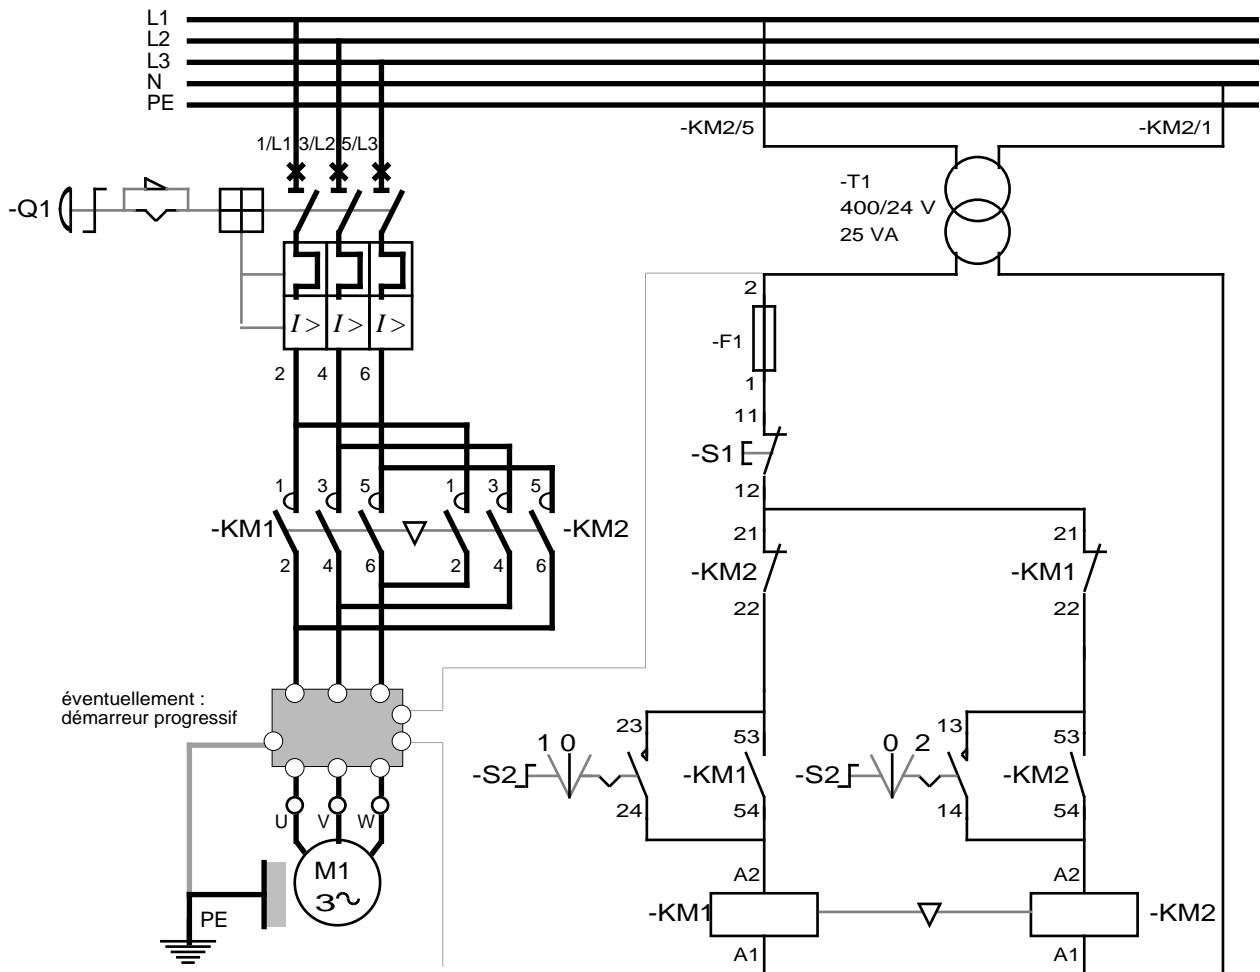 L1
L2
L3
N
PE
-KM2/5
-KM2/1
1/L1 3/L2 5/L3
-T1
400/24 V
25 VA
-Q1
I > I > I >
2
-F1
1
2 4 6
11
-S1
12
1 3 5 1 3 5
-KM1
-KM2
2 4 6 2 4 6
21
-KM2
22
21
-KM1
22
éventuellement :
démarreur progressif
23
53
13
53
1 0
0 2
-S2
-KM1
-S2
-KM2
24
54
14
54
U V W
M1
3~
PE
A2
A2
-KM1
-KM2
A1
A1